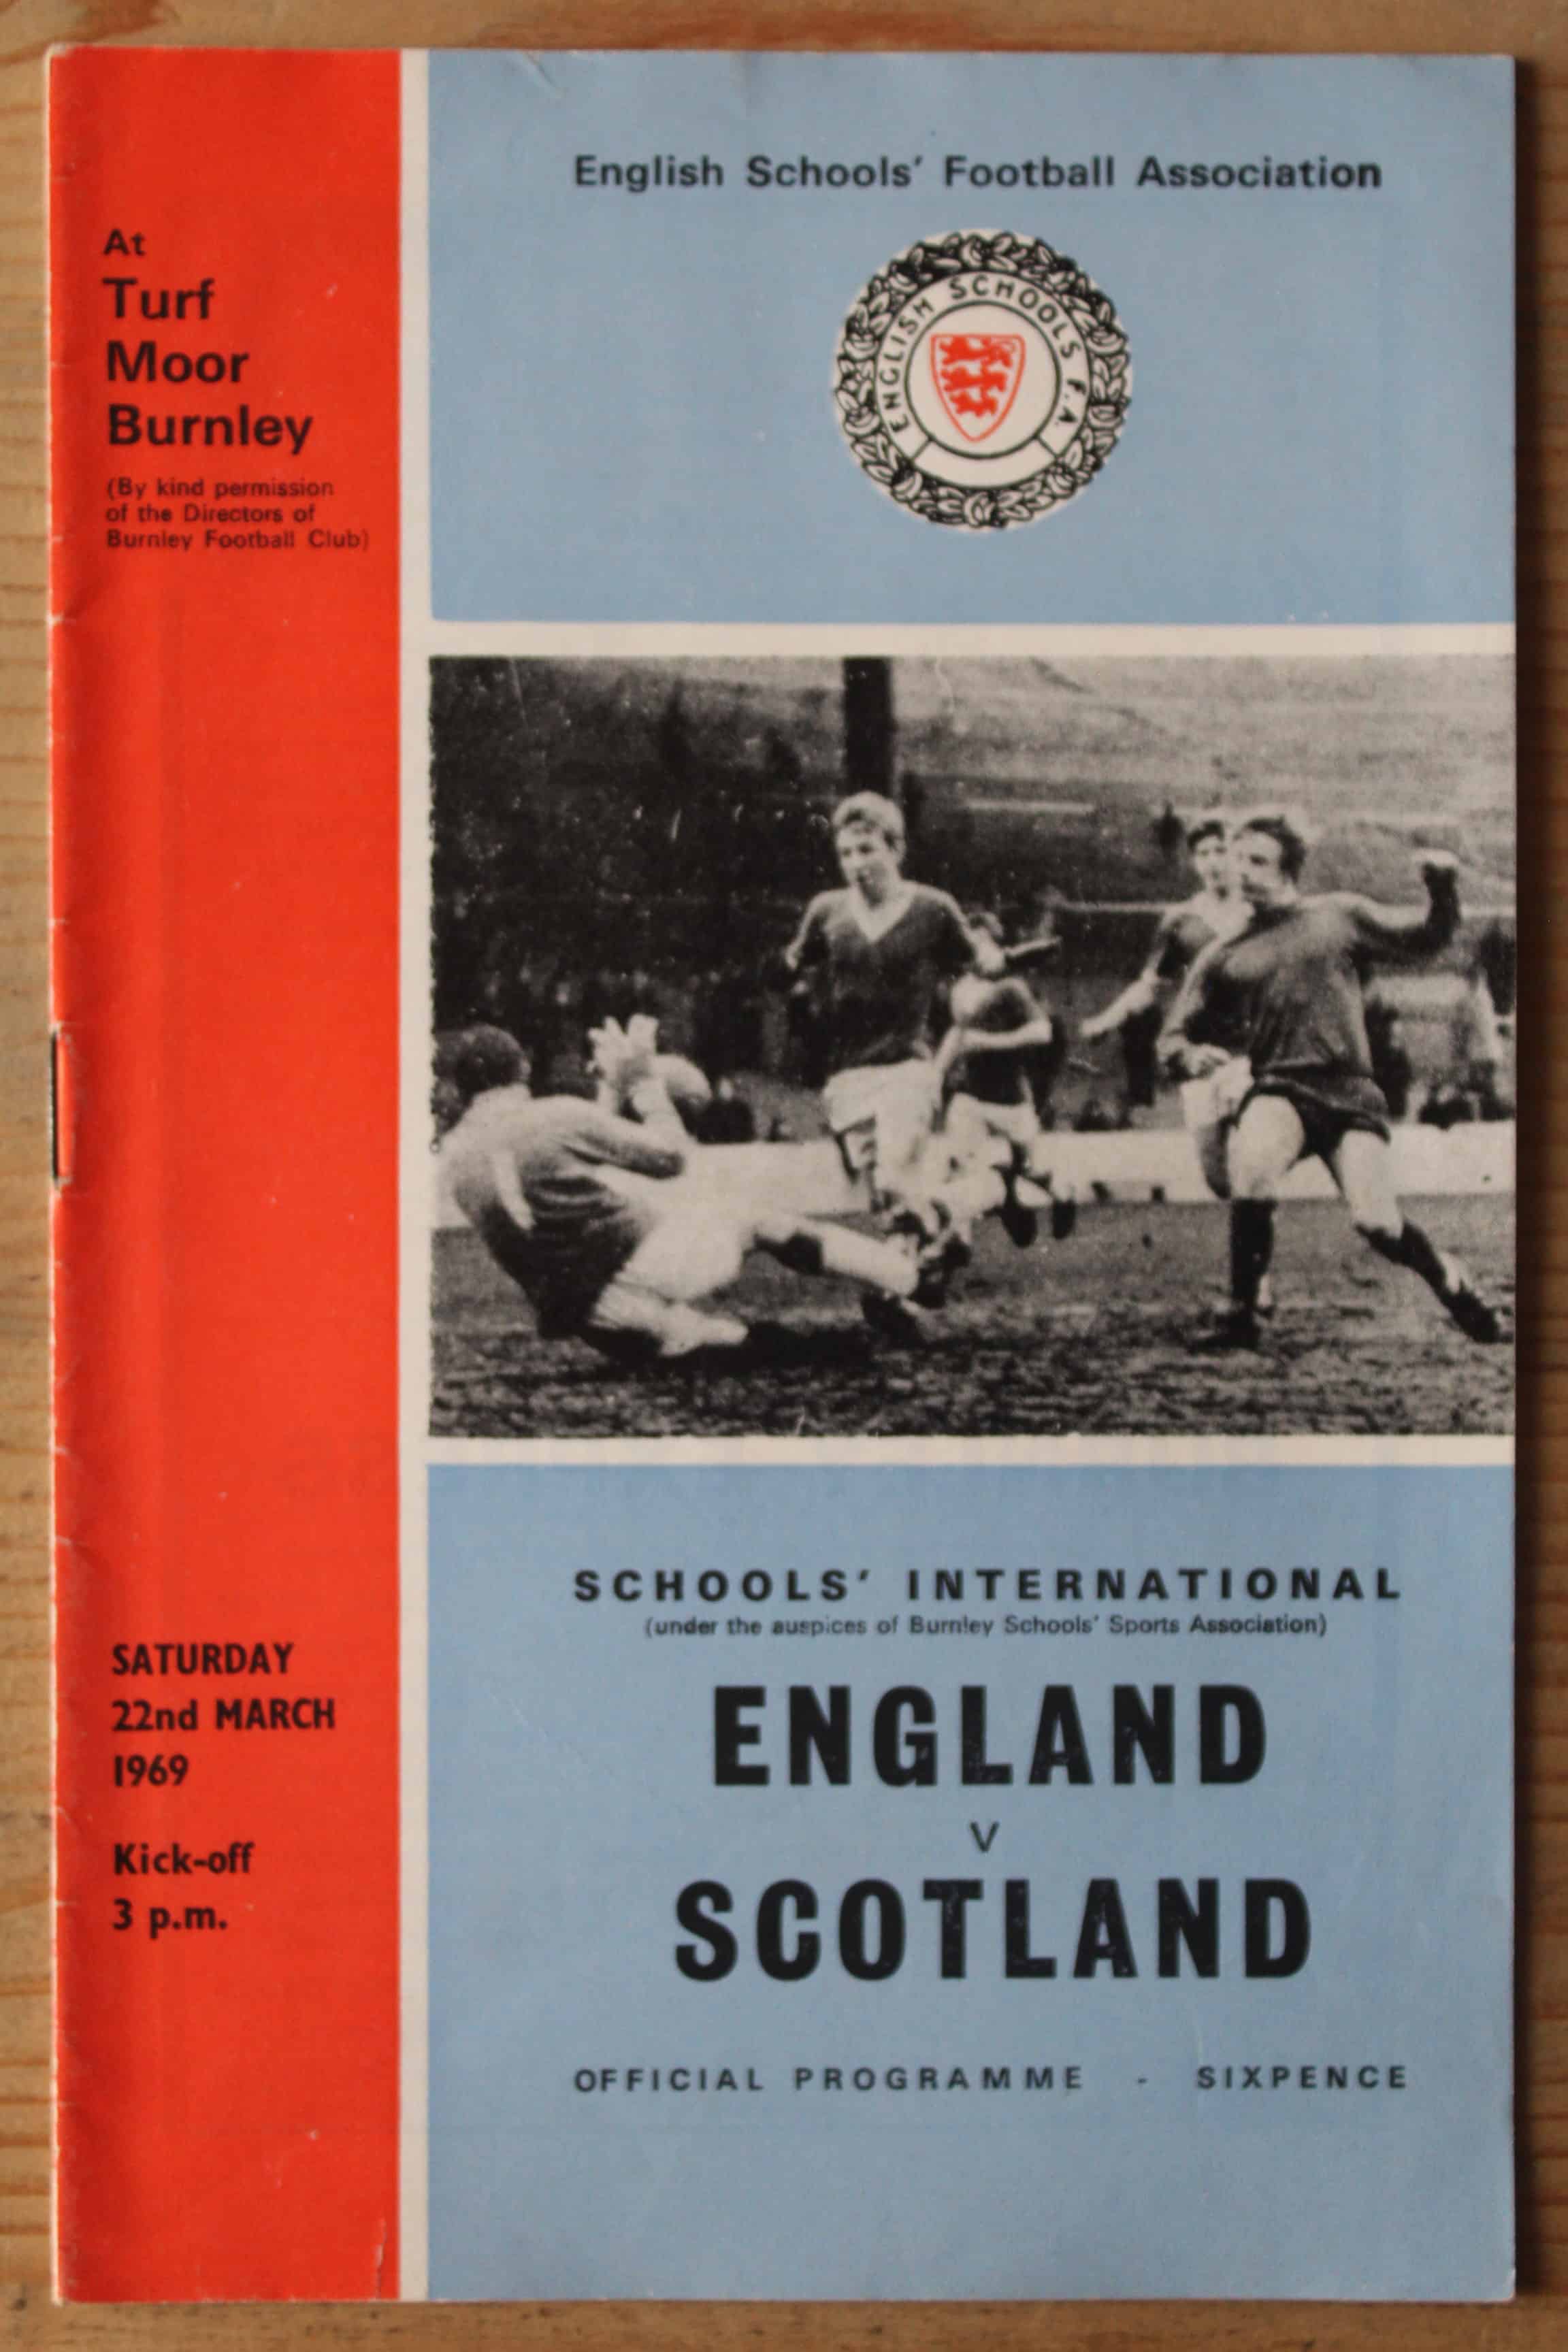 English Schools' Football Association
ENGLISH SCHOOLS F.A.
At
Turf
Moor
Burnley
(By kind permission
of the Directors of
Burnley Football Club)
SCHOOLS' INTERNATIONAL
(under the auspices of Burnley Schools' Sports Association)
ENGLAND
v
SCOTLAND
SATURDAY
22nd MARCH
1969
Kick-off
3 p.m.
OFFICIAL PROGRAMME - SIXPENCE